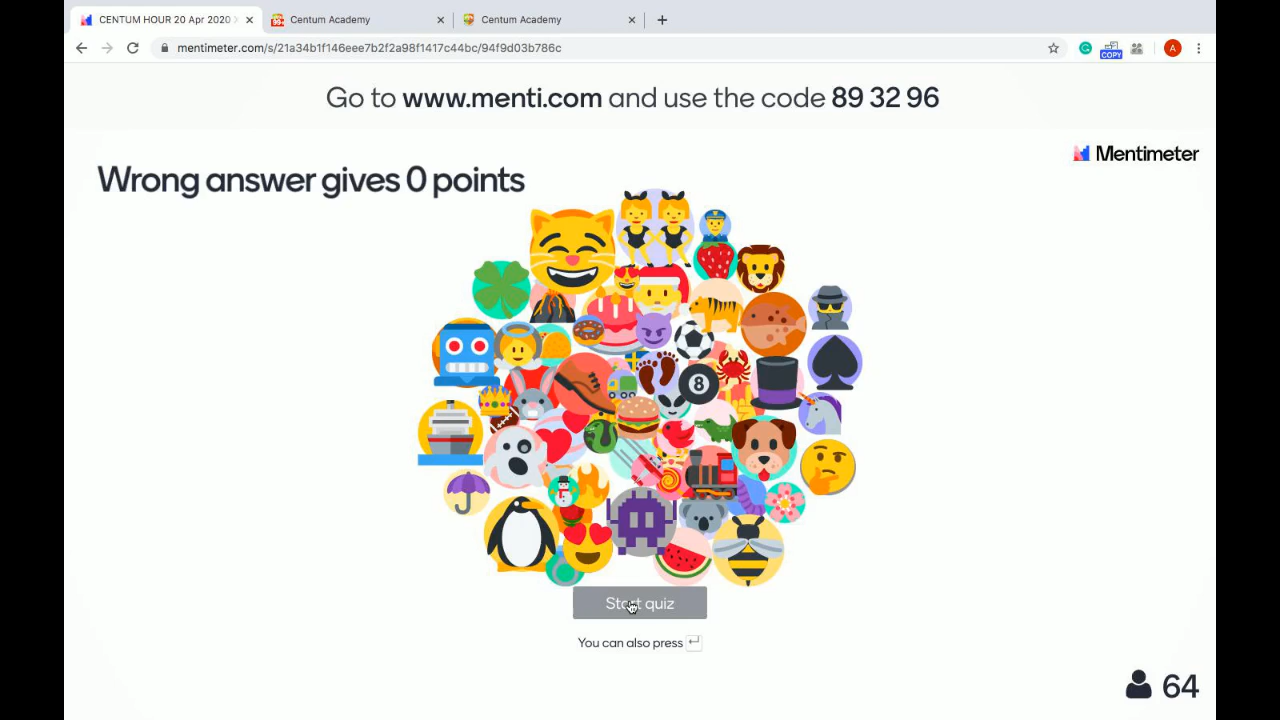 CENTUM HOUR 20 Apr 2020
Centum Academy
Centum Academy
mentimeter.com/s/21a34b1f146eee7b2f2a98f1417c44bc/94f9d03b786c
COPY
A
Go to www.menti.com and use the code 89 32 96
Mentimeter
Wrong answer gives 0 points
8
Start quiz
You can also press
64